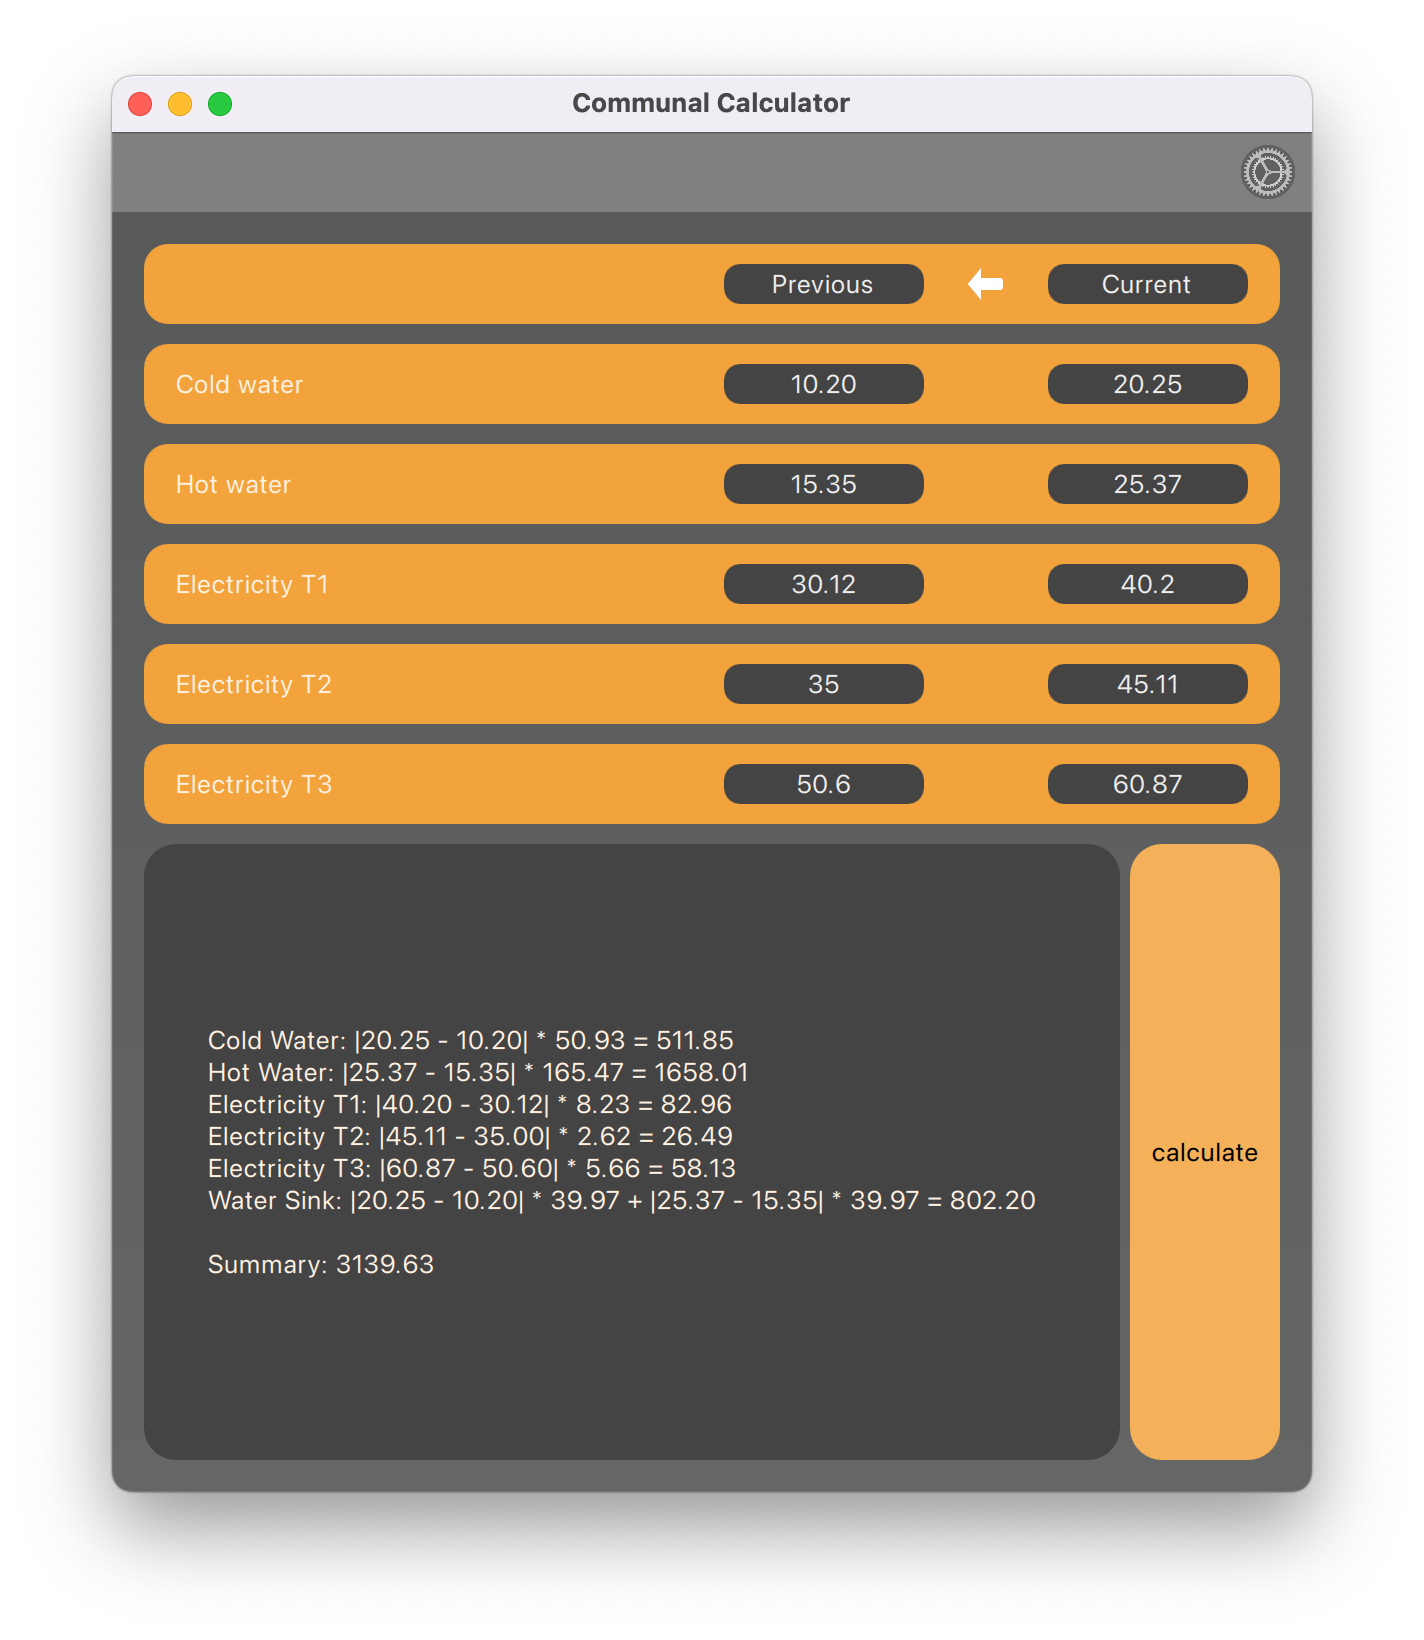 Communal Calculator
Previous Current
Cold water 10.20 20.25
Hot water 15.35 25.37
Electricity T1 30.12 40.2
Electricity T2 35 45.11
Electricity T3 50.6 60.87
Cold Water: |20.25 - 10.20| * 50.93 = 511.85
Hot Water: |25.37 - 15.35| * 165.47 = 1658.01
Electricity T1: |40.20 - 30.12| * 8.23 = 82.96
Electricity T2: |45.11 - 35.00| * 2.62 = 26.49
Electricity T3: |60.87 - 50.60| * 5.66 = 58.13
Water Sink: |20.25 - 10.20| * 39.97 + |25.37 - 15.35| * 39.97 = 802.20
Summary: 3139.63
calculate